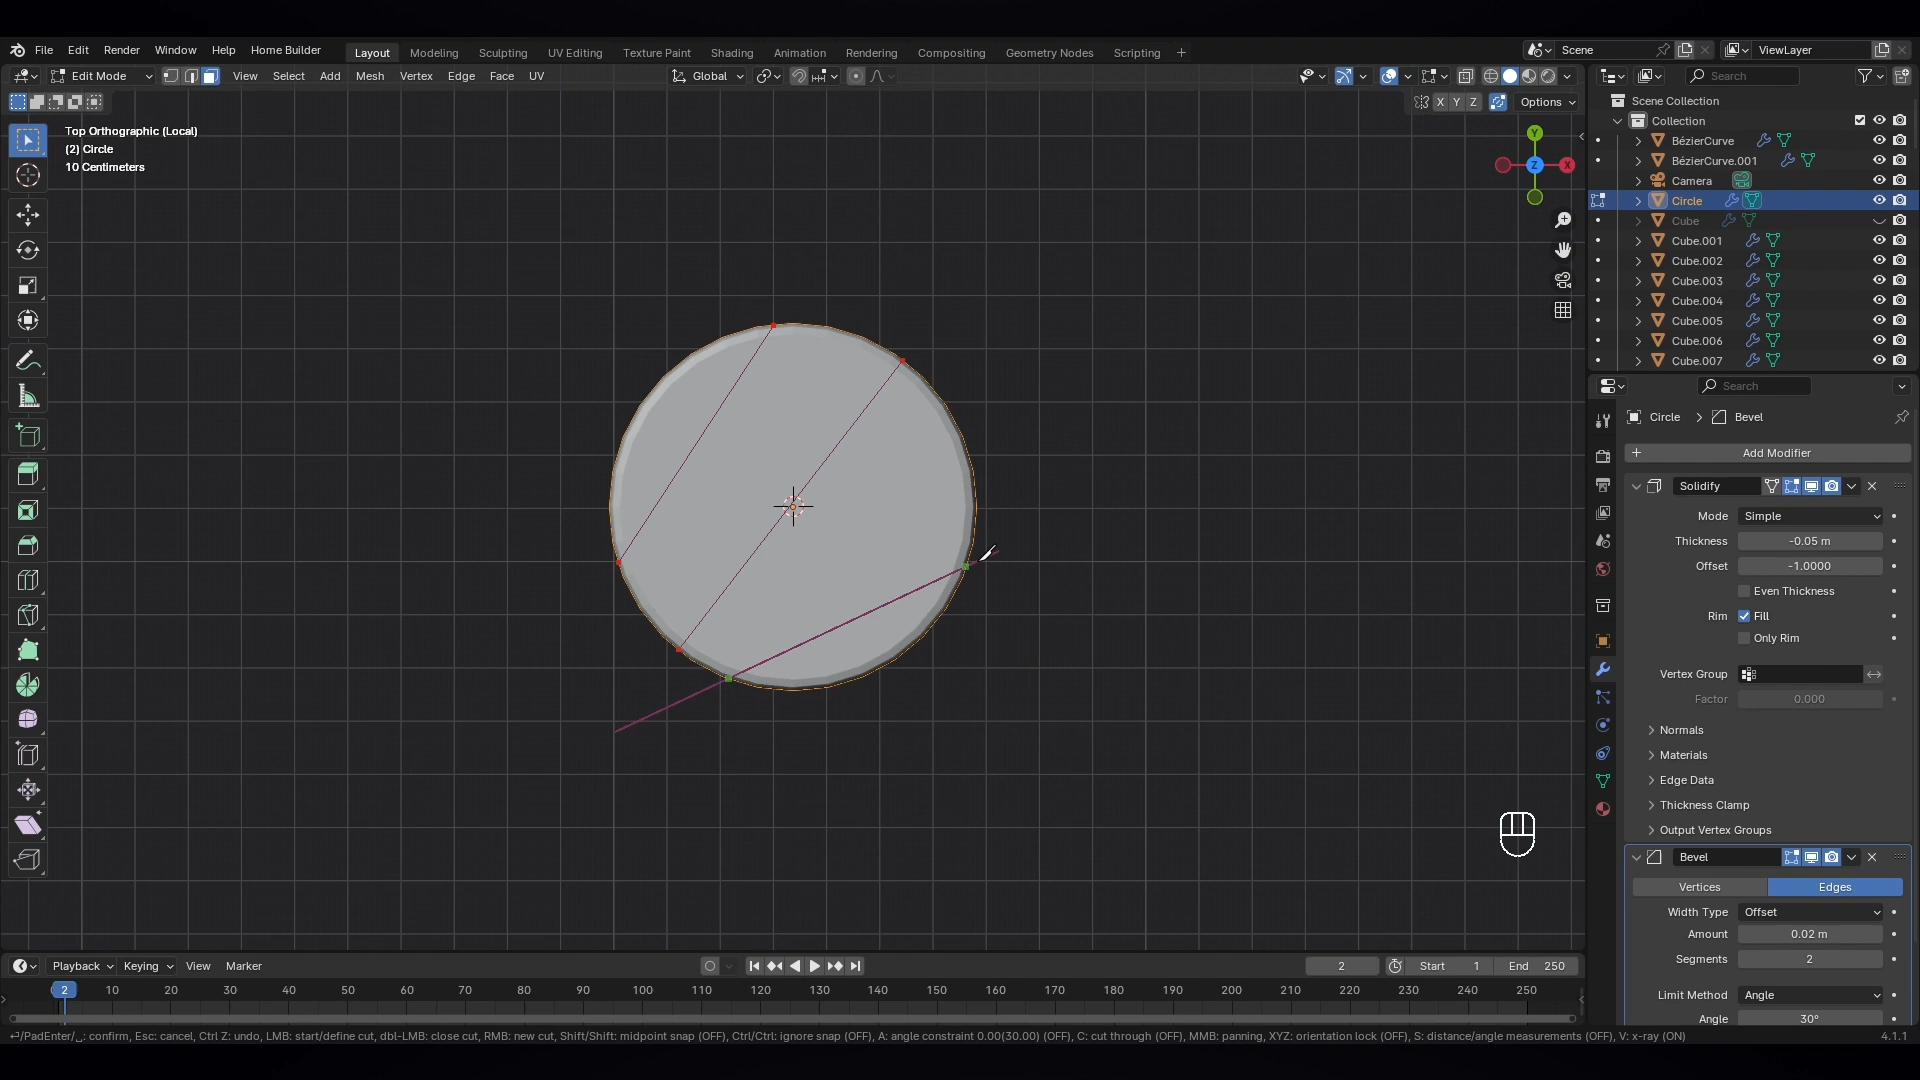 File Edit Render Window Help Home Builder Layout Modeling Sculpting UV Editing Texture Paint Shading Animation Rendering Compositing Geometry Nodes Scripting + Scene ViewLayer
Edit Mode View Select Add Mesh Vertex Edge Face UV Global Search
X Y Z Options
Top Orthographic (Local)
(2) Circle
10 Centimeters
Y
X
Z
Scene Collection
Collection
BézierCurve
BézierCurve.001
Camera
Circle
Cube
Cube.001
Cube.002
Cube.003
Cube.004
Cube.005
Cube.006
Cube.007
Search
Circle > Bevel
+ Add Modifier
Solidify
Mode Simple
Thickness -0.05 m
Offset -1.0000
Even Thickness
Rim Fill
Only Rim
Vertex Group
Factor 0.000
Normals
Materials
Edge Data
Thickness Clamp
Output Vertex Groups
Bevel
Vertices Edges
Width Type Offset
Amount 0.02 m
Segments 2
Limit Method Angle
Angle 30°
Playback Keying View Marker 2 Start 1 End 250
2 10 20 30 40 50 60 70 80 90 100 110 120 130 140 150 160 170 180 190 200 210 220 230 240 250
⏎/PadEnter/␣: confirm, Esc: cancel, Ctrl Z: undo, LMB: start/define cut, dbl-LMB: close cut, RMB: new cut, Shift/Shift: midpoint snap (OFF), Ctrl/Ctrl: ignore snap (OFF), A: angle constraint 0.00(30.00) (OFF), C: cut through (OFF), MMB: panning, XYZ: orientation lock (OFF), S: distance/angle measurements (OFF), V: x-ray (ON) 4.1.1